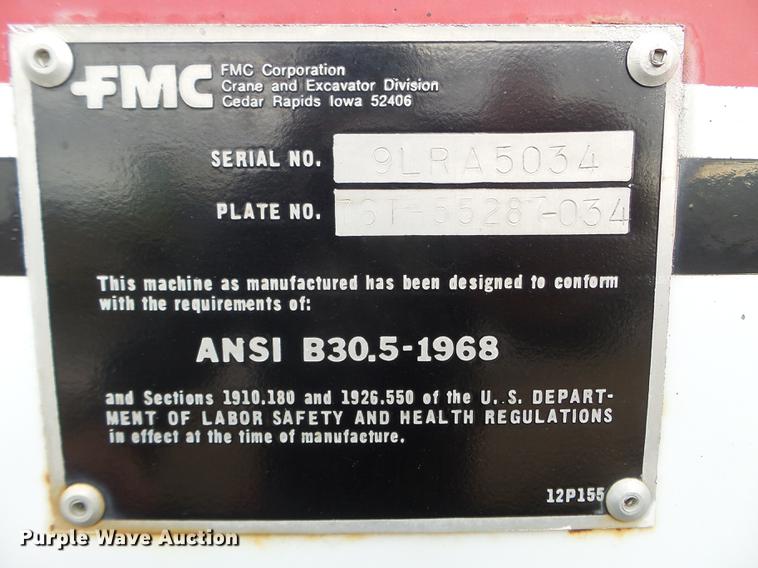 FMC
FMC Corporation
Crane and Excavator Division
Cedar Rapids Iowa 52406
SERIAL NO. 9LRA5034
PLATE NO.
This machine as manufactured has been designed to conform
with the requirements of:
ANSI B30.5-1968
and Sections 1910.180 and 1926.550 of the U.S. DEPART-
MENT OF LABOR SAFETY AND HEALTH REGULATIONS
in effect at the time of manufacture.
12P155
Purple Wave Auction